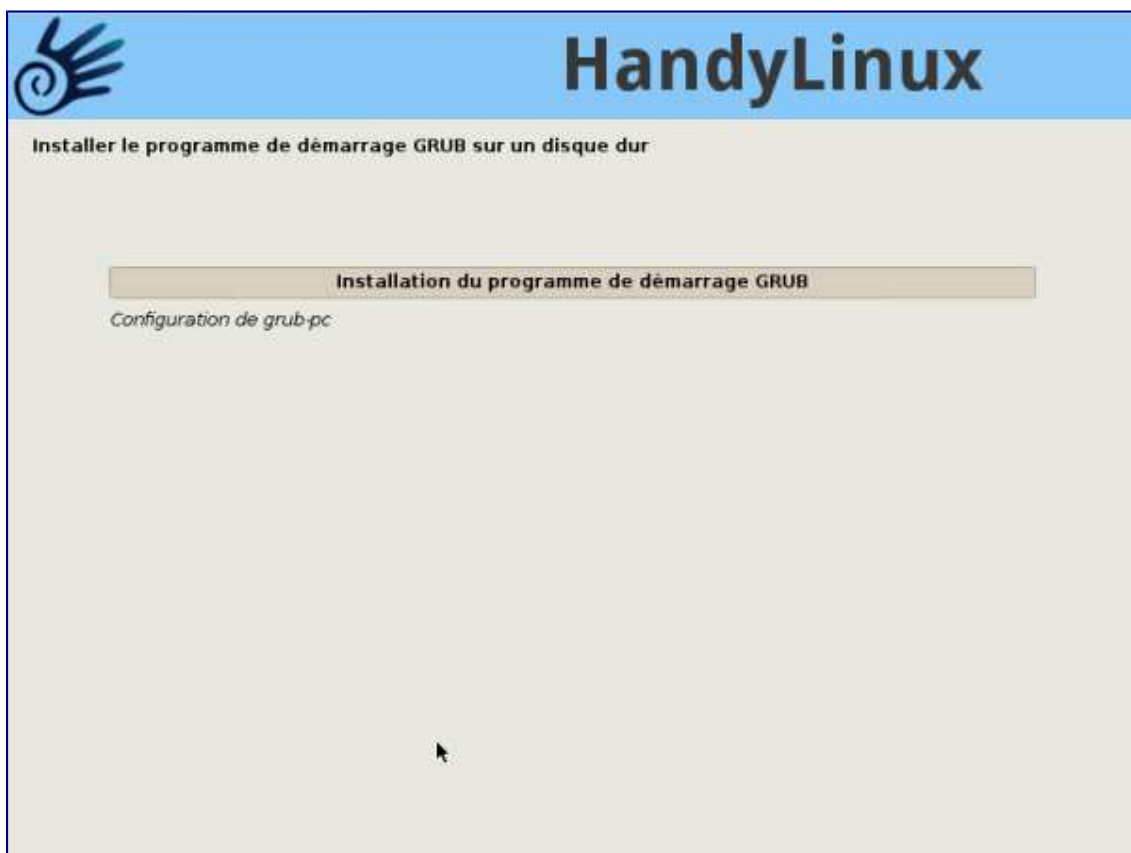 HandyLinux
Installer le programme de démarrage GRUB sur un disque dur
Installation du programme de démarrage GRUB
Configuration de grub-pc